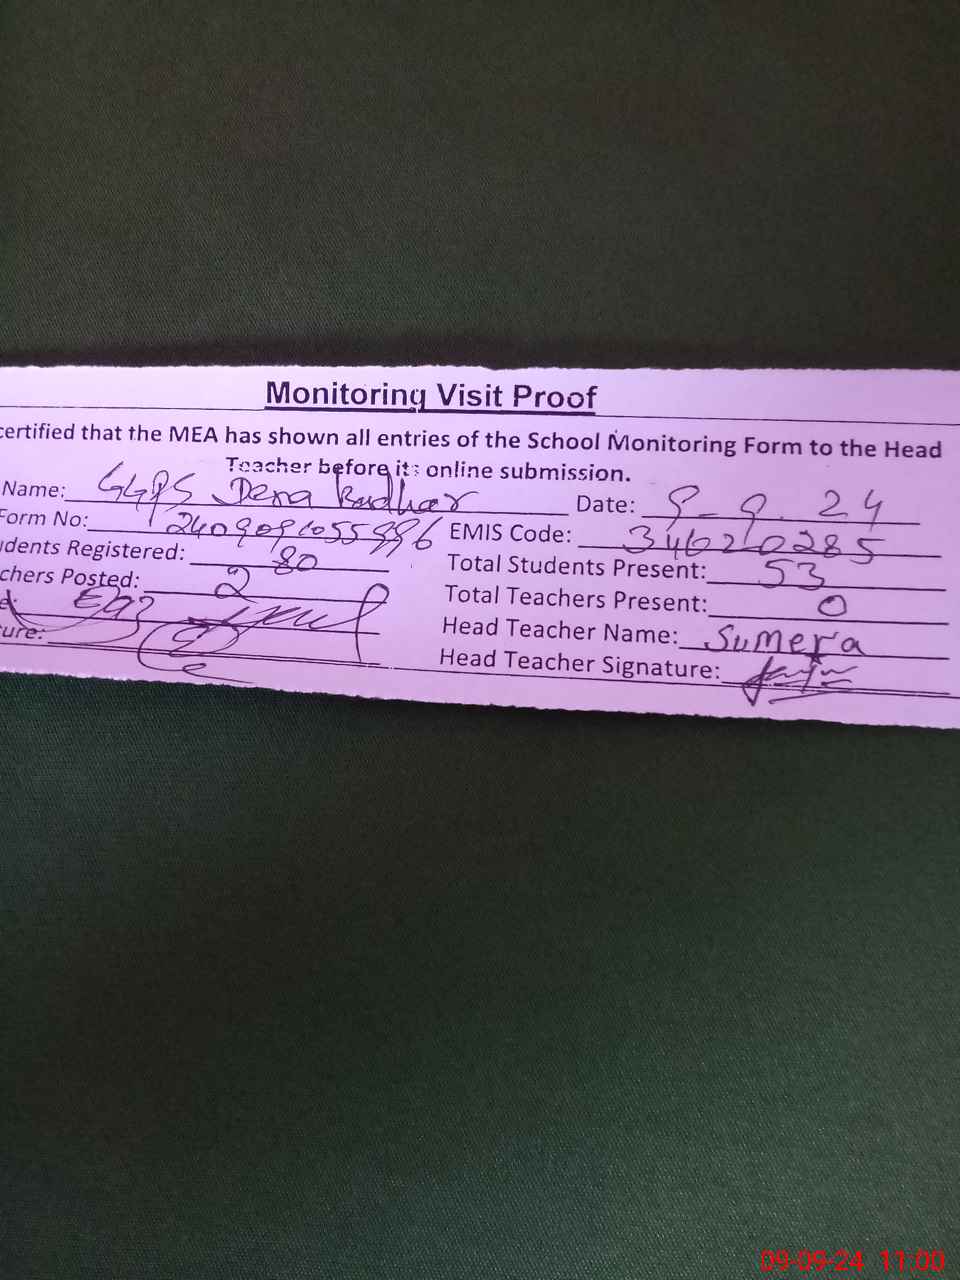 Monitoring Visit Proof
certified that the MEA has shown all entries of the School Monitoring Form to the Head
Teacher before its online submission.
Name: GGPS Dera Budhar Date: 9-9.24
Form No: EMIS Code: 34620285
dents Registered: 80 Total Students Present: 53
chers Posted: 2 Total Teachers Present: 0
Head Teacher Name: Sumera
ure: Head Teacher Signature:
09-09-24 11:00